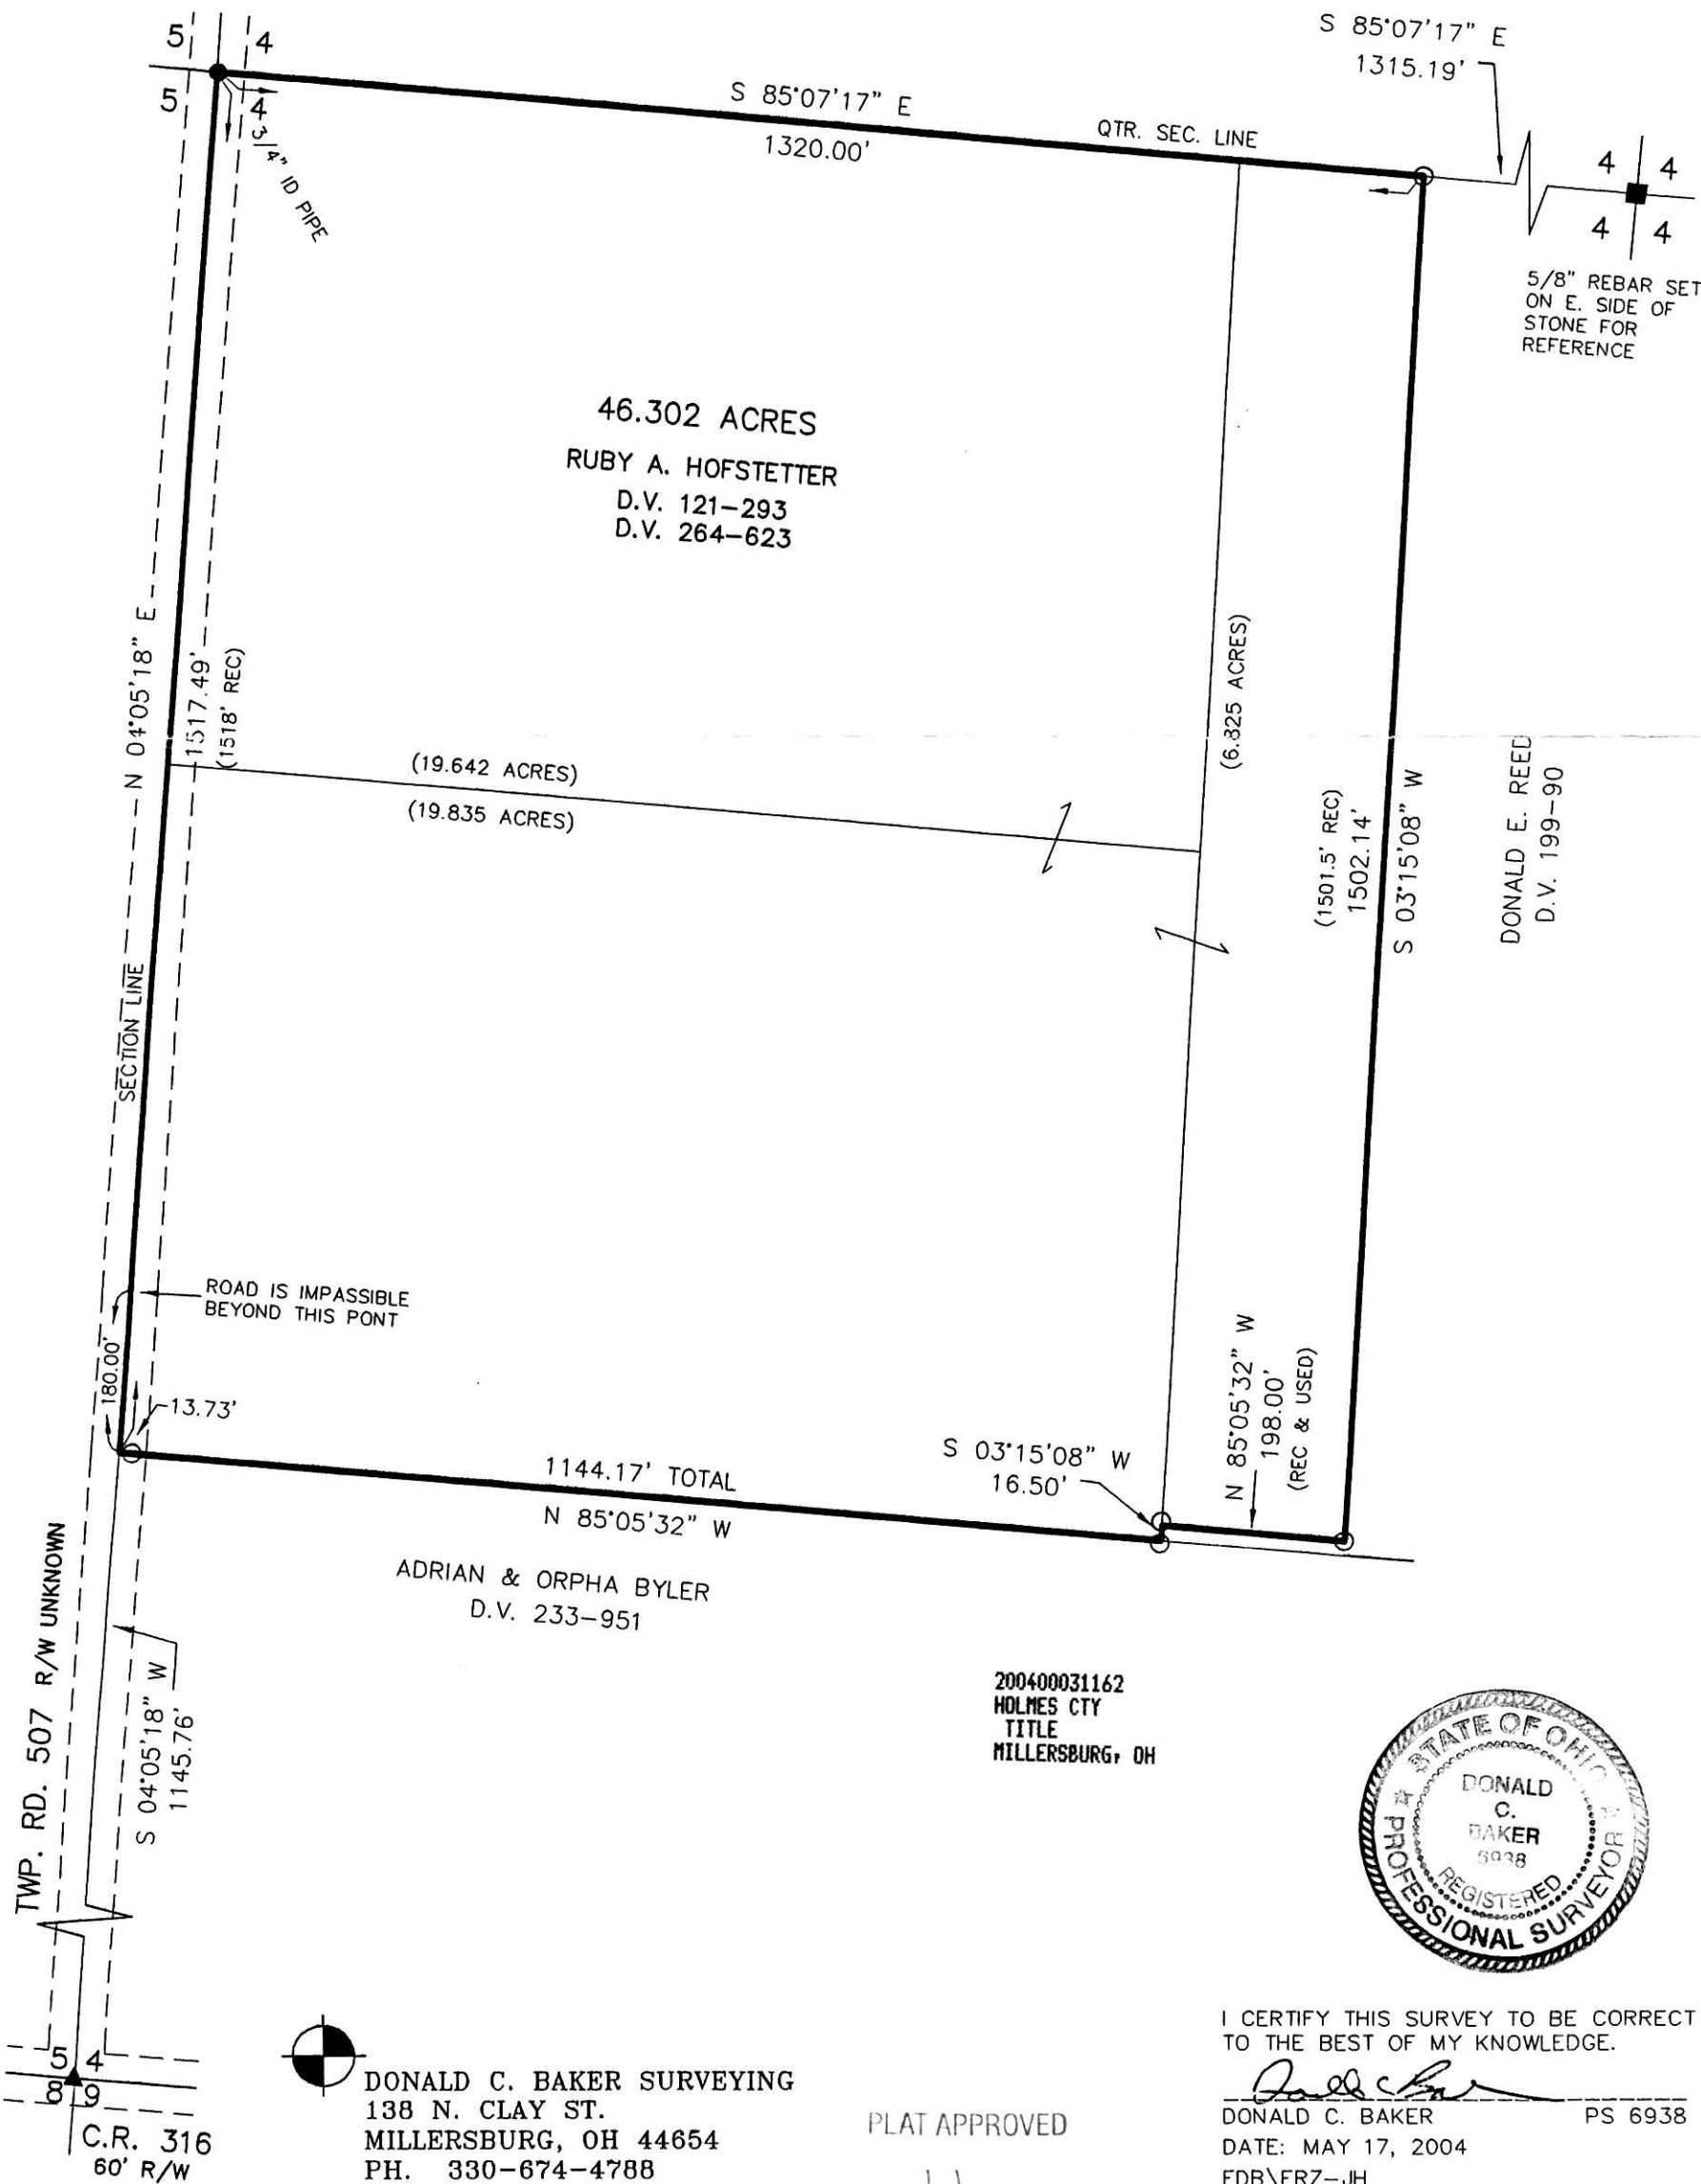 S 85°07'17" E
1315.19'
5
4
5
4
3/4" ID PIPE
S 85°07'17" E
1320.00'
QTR. SEC. LINE
4
4
4
4
5/8" REBAR SET
ON E. SIDE OF
STONE FOR
REFERENCE
46.302 ACRES
RUBY A. HOFSTETTER
D.V. 121-293
D.V. 264-623
N 04°05'18" E
1517.49'
(1518' REC)
SECTION LINE
(19.642 ACRES)
(19.835 ACRES)
(6.825 ACRES)
(1501.5' REC)
1502.14'
S 03°15'08" W
DONALD E. REED
D.V. 199-90
ROAD IS IMPASSIBLE
BEYOND THIS PONT
180.00'
13.73'
1144.17' TOTAL
N 85°05'32" W
S 03°15'08" W
16.50'
N 85°05'32" W
198.00'
(REC & USED)
ADRIAN & ORPHA BYLER
D.V. 233-951
TWP. RD. 507 R/W UNKNOWN
S 04°05'18" W
1145.76'
200400031162
HOLMES CTY
TITLE
MILLERSBURG, OH
STATE OF OHIO
DONALD
C.
BAKER
6938
REGISTERED
PROFESSIONAL SURVEYOR
5 4
8 9
C.R. 316
60' R/W
DONALD C. BAKER SURVEYING
138 N. CLAY ST.
MILLERSBURG, OH 44654
PH. 330-674-4788
PLAT APPROVED
I CERTIFY THIS SURVEY TO BE CORRECT
TO THE BEST OF MY KNOWLEDGE.
DONALD C. BAKER PS 6938
DATE: MAY 17, 2004
FDB\ERZ-JH